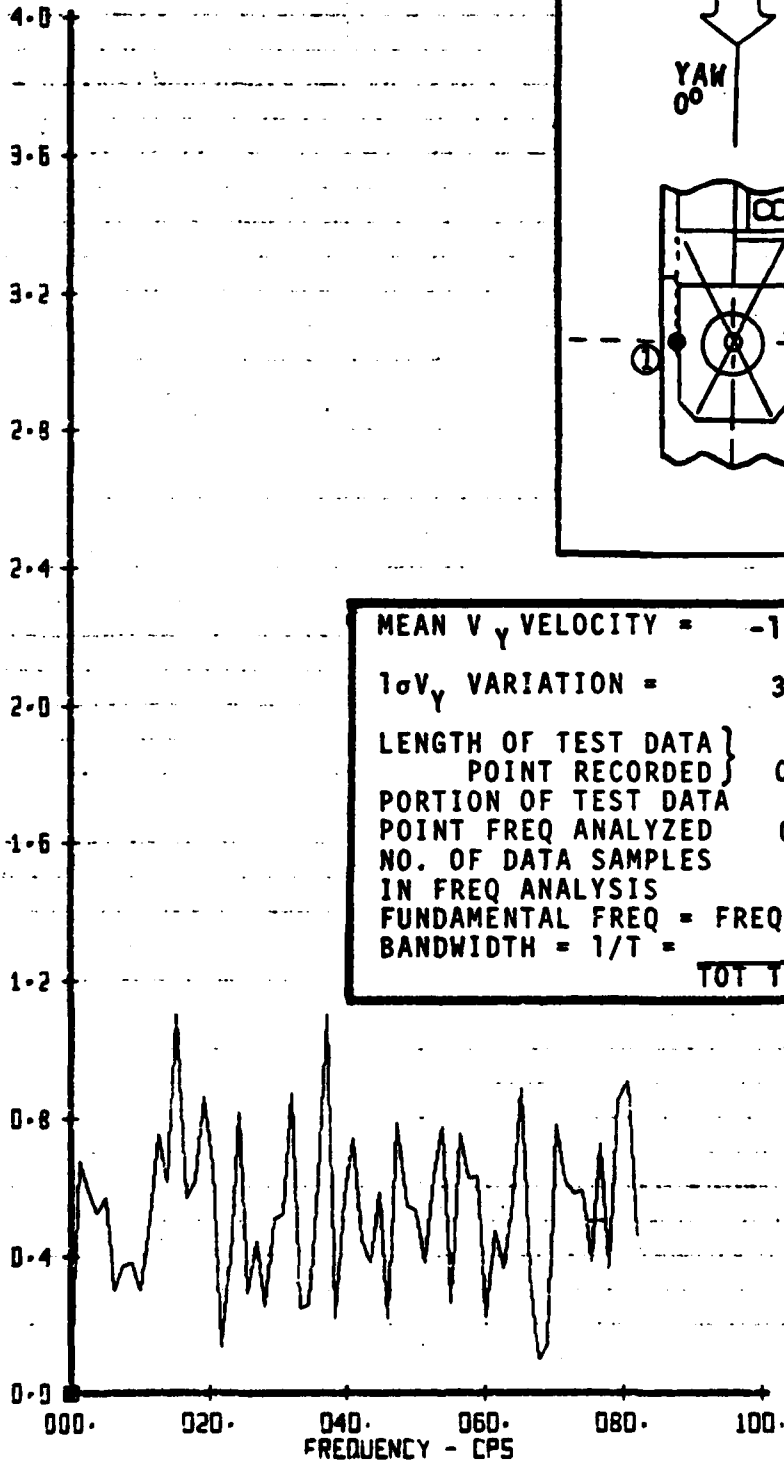 4.0
YAW
0°
3.6
3.2
1
2.8
2.4
MEAN V Y VELOCITY = -1
1σVY VARIATION = 3
2.0
LENGTH OF TEST DATA }
POINT RECORDED }
PORTION OF TEST DATA
POINT FREQ ANALYZED
1.6
NO. OF DATA SAMPLES
IN FREQ ANALYSIS
FUNDAMENTAL FREQ = FREQ
BANDWIDTH = 1/T =
TOT T
1.2
0.8
0.4
0.0
000. 020. 040. 060. 080. 100.
FREQUENCY - CPS